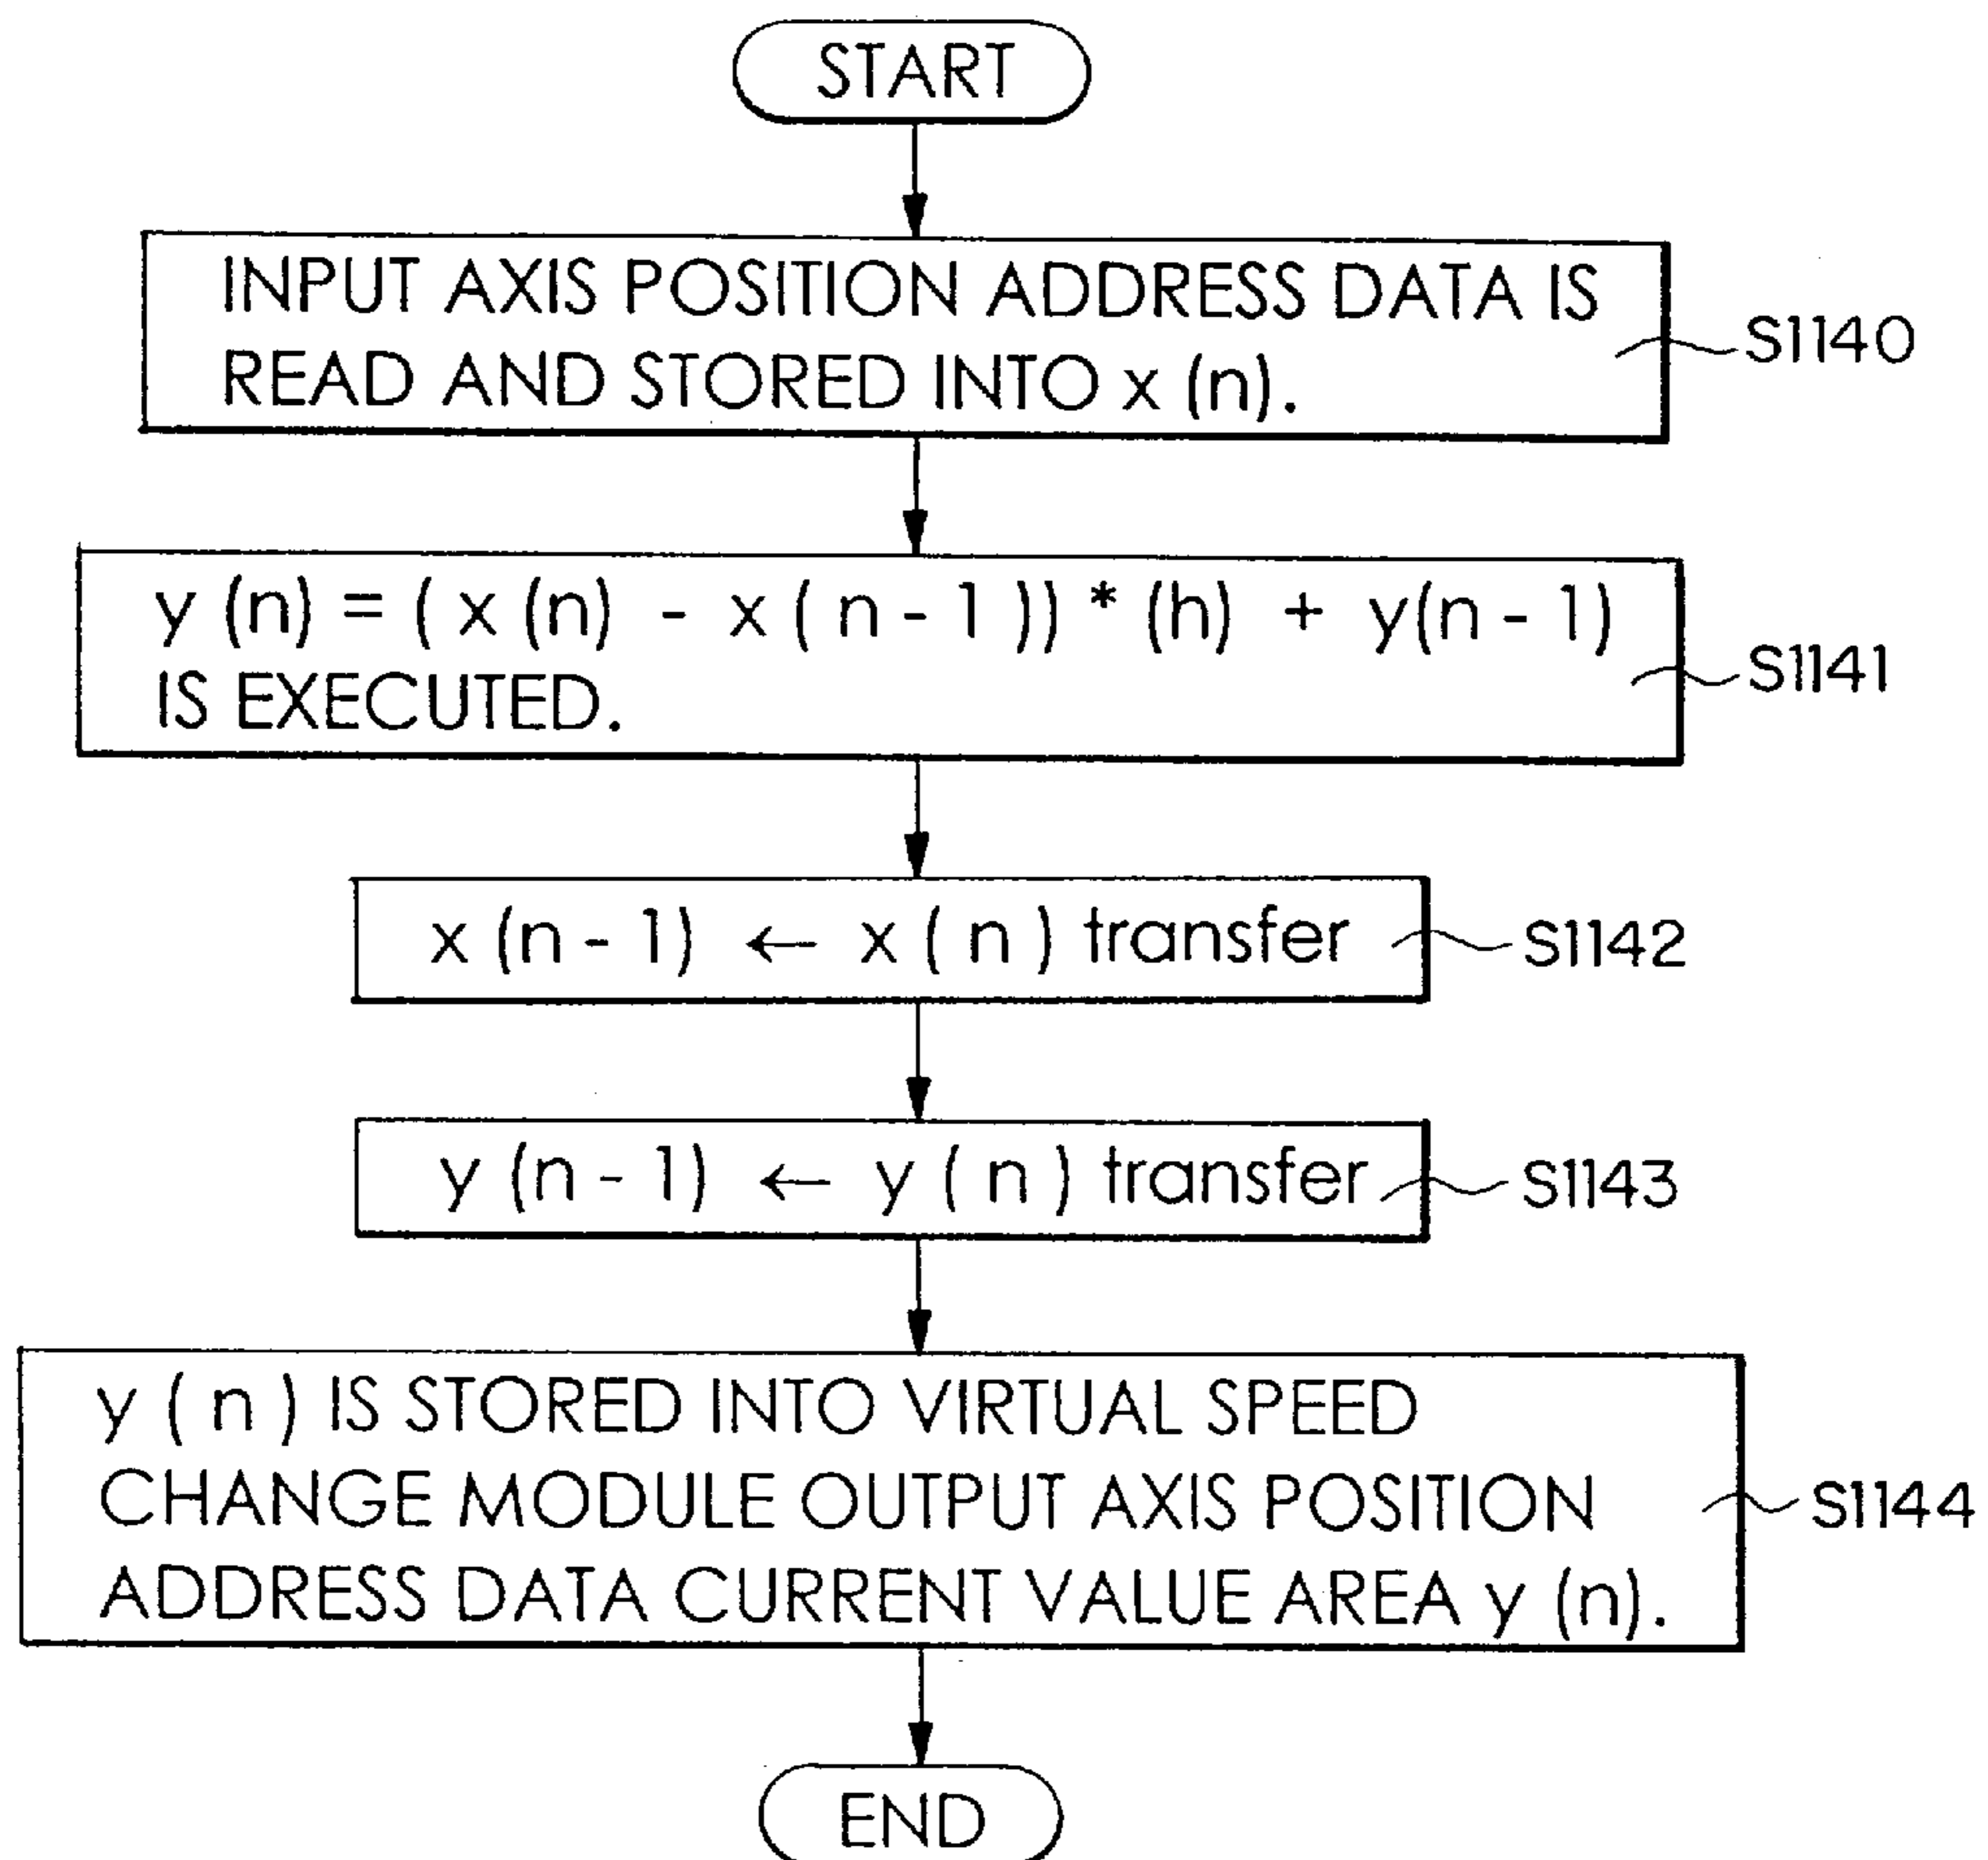 START
INPUT AXIS POSITION ADDRESS DATA IS
READ AND STORED INTO x (n).
S1140
y (n) = ( x (n) - x ( n - 1 )) * (h) + y(n - 1)
IS EXECUTED.
S1141
x (n - 1) ← x ( n ) transfer
S1142
y (n - 1) ← y ( n ) transfer
S1143
y ( n ) IS STORED INTO VIRTUAL SPEED
CHANGE MODULE OUTPUT AXIS POSITION
ADDRESS DATA CURRENT VALUE AREA y (n).
S1144
END